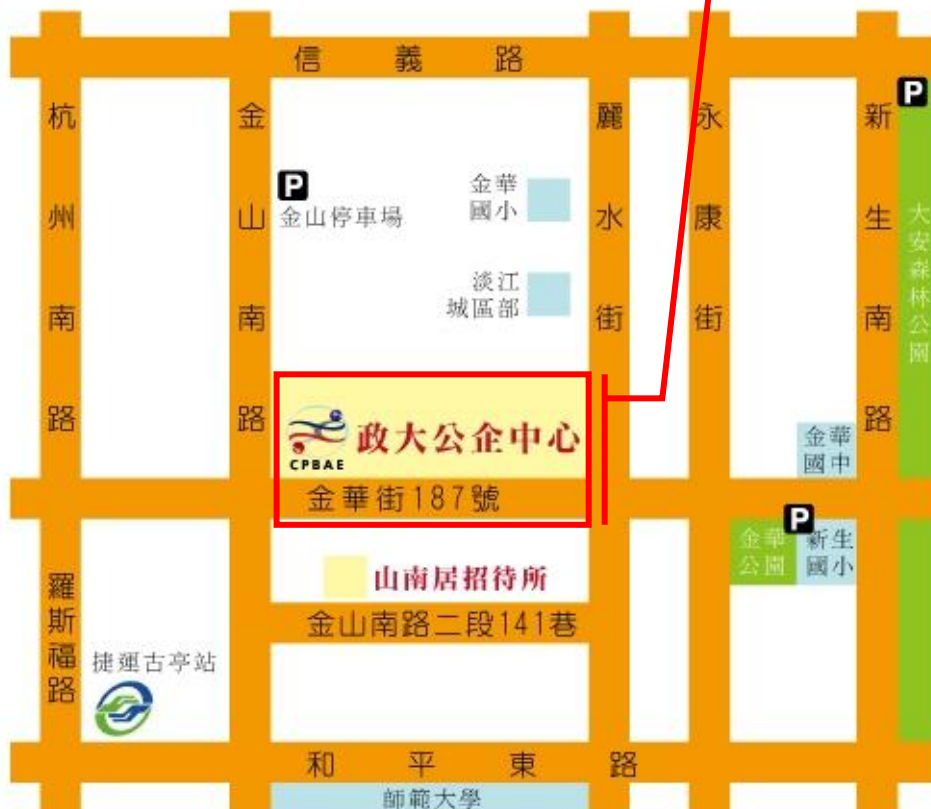 信義路
杭州南路
金山南路
麗水街
永康街
新生南路
P
P
金山停車場
金華
國小
淡江
城區部
大安森林公園
CPBAE
政大公企中心
金華街187號
金華
國中
P
金華
公園
新生
國小
山南居招待所
金山南路二段141巷
羅斯福路
捷運古亭站
和平東路
師範大學